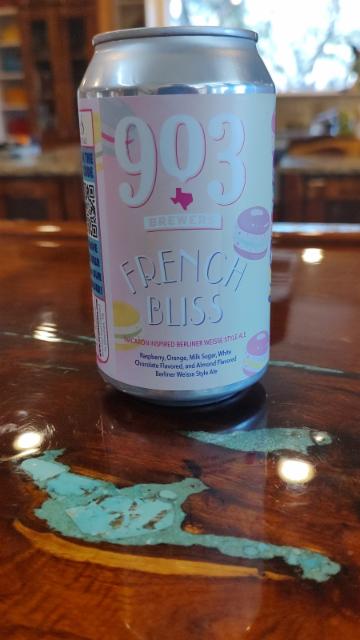 903
BREWERS
FRENCH
BLISS
MACARON INSPIRED BERLINER WEISSE STYLE ALE
Raspberry, Orange, Milk Sugar, White
Chocolate Flavored, and Almond Flavored
Berliner Weisse Style Ale